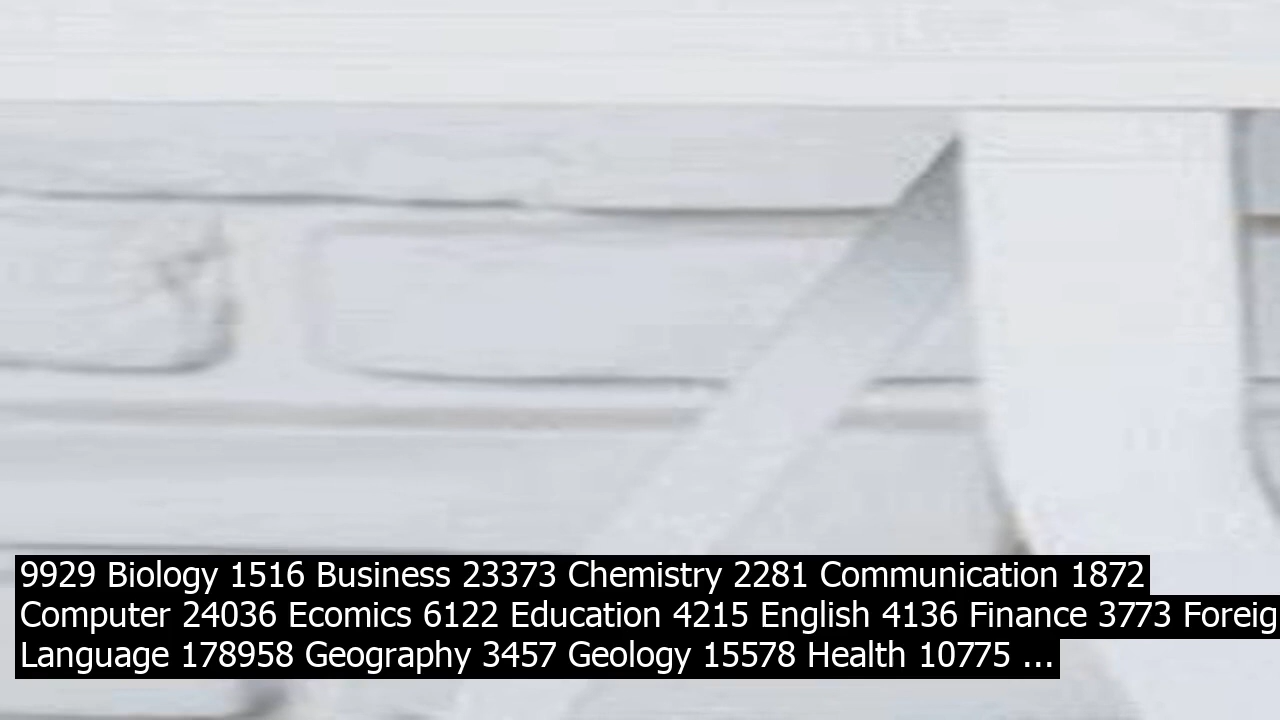 9929 Biology 1516 Business 23373 Chemistry 2281 Communication 1872
Computer 24036 Ecomics 6122 Education 4215 English 4136 Finance 3773 Foreig
Language 178958 Geography 3457 Geology 15578 Health 10775 ...